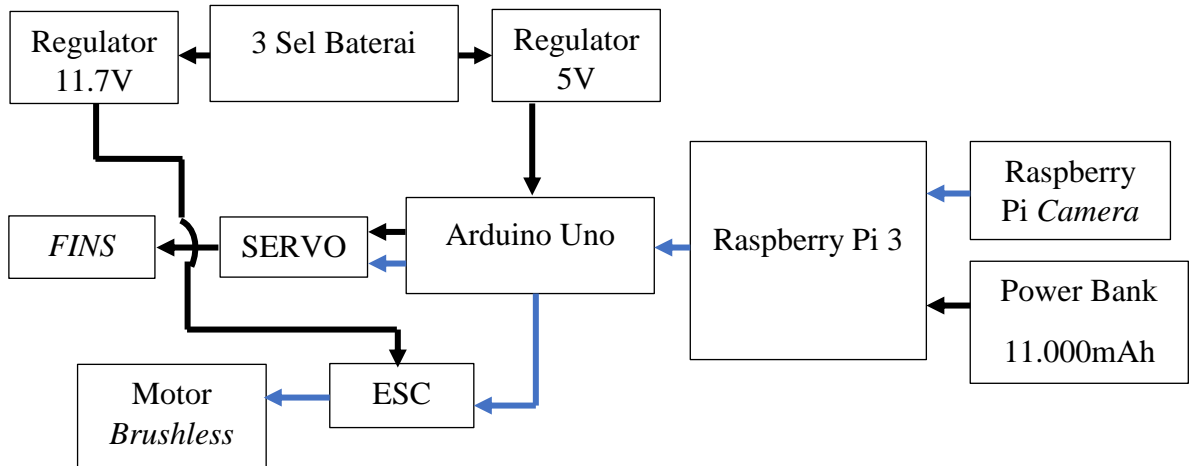 Regulator
11.7V
3 Sel Baterai
Regulator
5V
Raspberry
Pi Camera
FINS
SERVO
Arduino Uno
Raspberry Pi 3
Power Bank
11.000mAh
Motor
Brushless
ESC